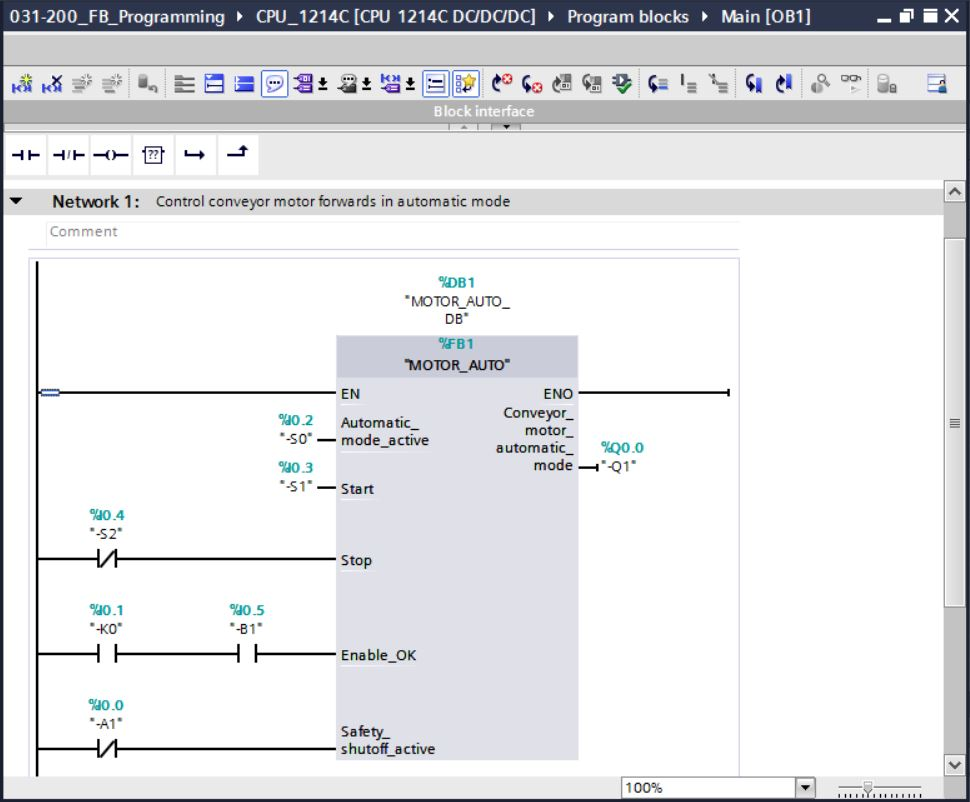 031-200_FB_Programming ▸ CPU_1214C [CPU 1214C DC/DC/DC] ▸ Program blocks ▸ Main [OB1]
Block interface
??
Network 1: Control conveyor motor forwards in automatic mode
Comment
%DB1
"MOTOR_AUTO_
DB"
%FB1
"MOTOR_AUTO"
EN
ENO
%I0.2
"-S0"
Automatic_
mode_active
Conveyor_
motor_
automatic_
mode
%Q0.0
"-Q1"
%I0.3
"-S1"
Start
%I0.4
"-S2"
Stop
%I0.1
"-K0"
%I0.5
"-B1"
Enable_OK
%I0.0
"-A1"
Safety_
shutoff_active
100%